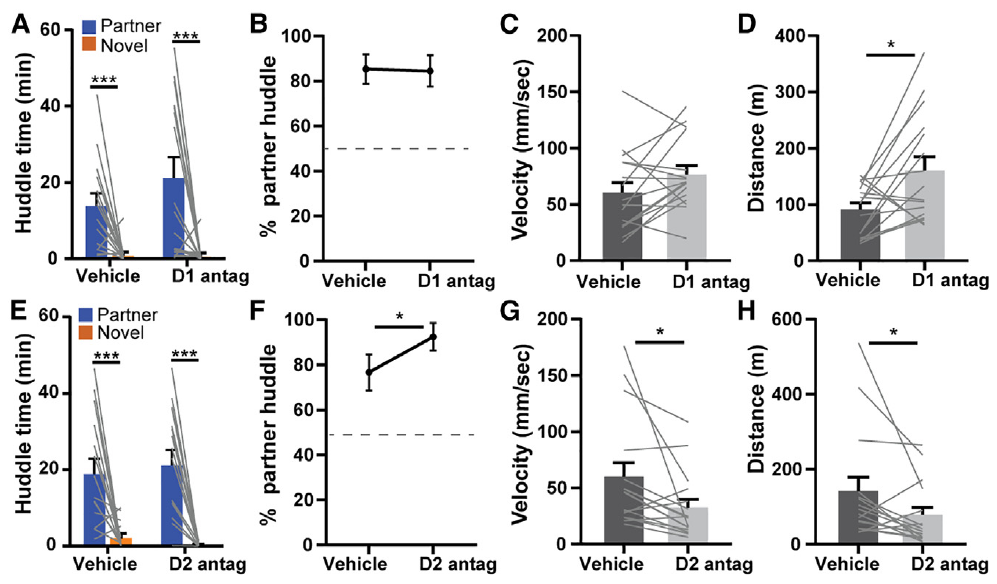 A
Huddle time (min)
60
40
20
0
Partner
Novel
***
***
Vehicle
D1 antag
B
% partner huddle
100
80
60
40
20
0
Vehicle
D1 antag
C
Velocity (mm/sec)
200
150
100
50
0
Vehicle
D1 antag
D
Distance (m)
400
300
200
100
0
*
Vehicle
D1 antag
E
Huddle time (min)
60
40
20
0
Partner
Novel
***
***
Vehicle
D2 antag
F
% partner huddle
100
80
60
40
20
0
*
Vehicle
D2 antag
G
Velocity (mm/sec)
200
150
100
50
0
*
Vehicle
D2 antag
H
Distance (m)
600
400
200
0
*
Vehicle
D2 antag